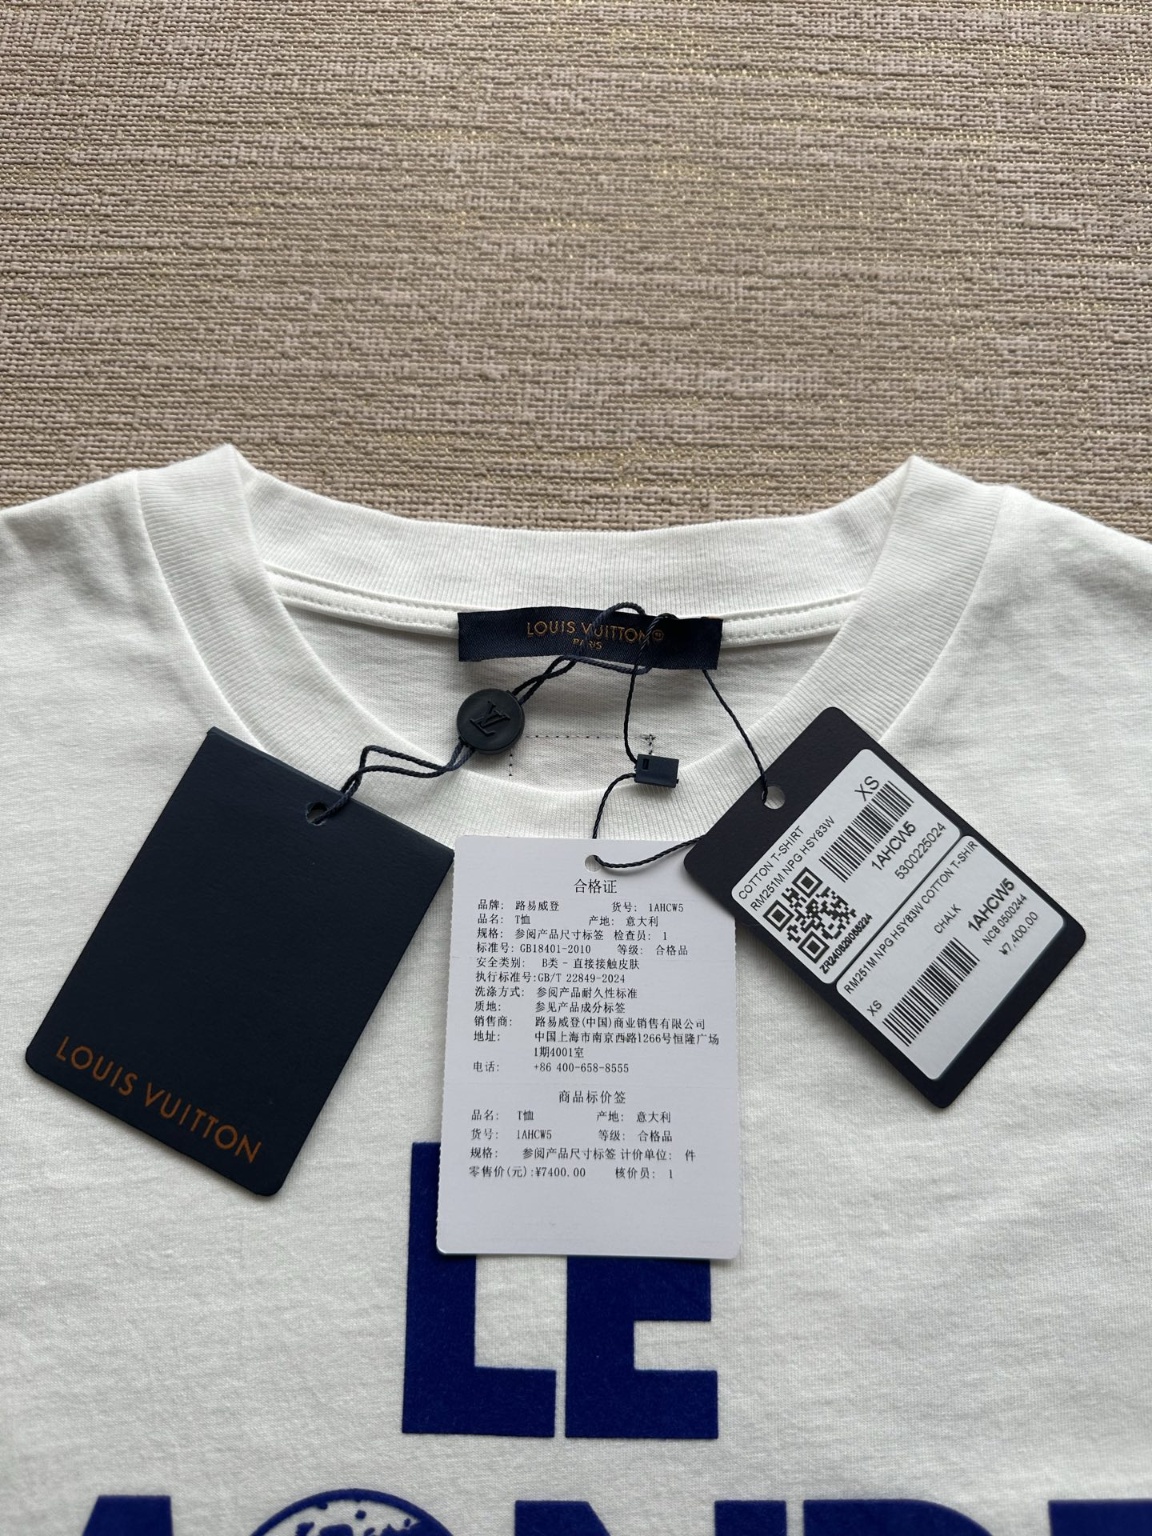 LOUIS VUITTON®
PARIS
LV
LOUIS VUITTON
合格证
品牌: 路易威登 货号: 1AHCW5
品名: T恤 产地: 意大利
规格: 参阅产品尺寸标签 检查员: 1
标准号: GB18401-2010 等级: 合格品
安全类别: B类 - 直接接触皮肤
执行标准号:GB/T 22849-2024
洗涤方式: 参阅产品耐久性标准
质地: 参见产品成分标签
销售商: 路易威登(中国)商业销售有限公司
地址: 中国上海市南京西路1266号恒隆广场
1期4001室
电话: +86 400-658-8555
商品标价签
品名: T恤 产地: 意大利
货号: 1AHCW5 等级: 合格品
规格: 参阅产品尺寸标签 计价单位: 件
零售价(元):¥7400.00 核价员: 1
COTTON T-SHIRT
RM251M NPG HSY83W
XS
1AHCW5
5300225024
ZR240820088224
RM251M NPG HSY83W COTTON T-SHIR
CHALK
XS
1AHCW5
NC8 0500244
¥7,400.00
LE